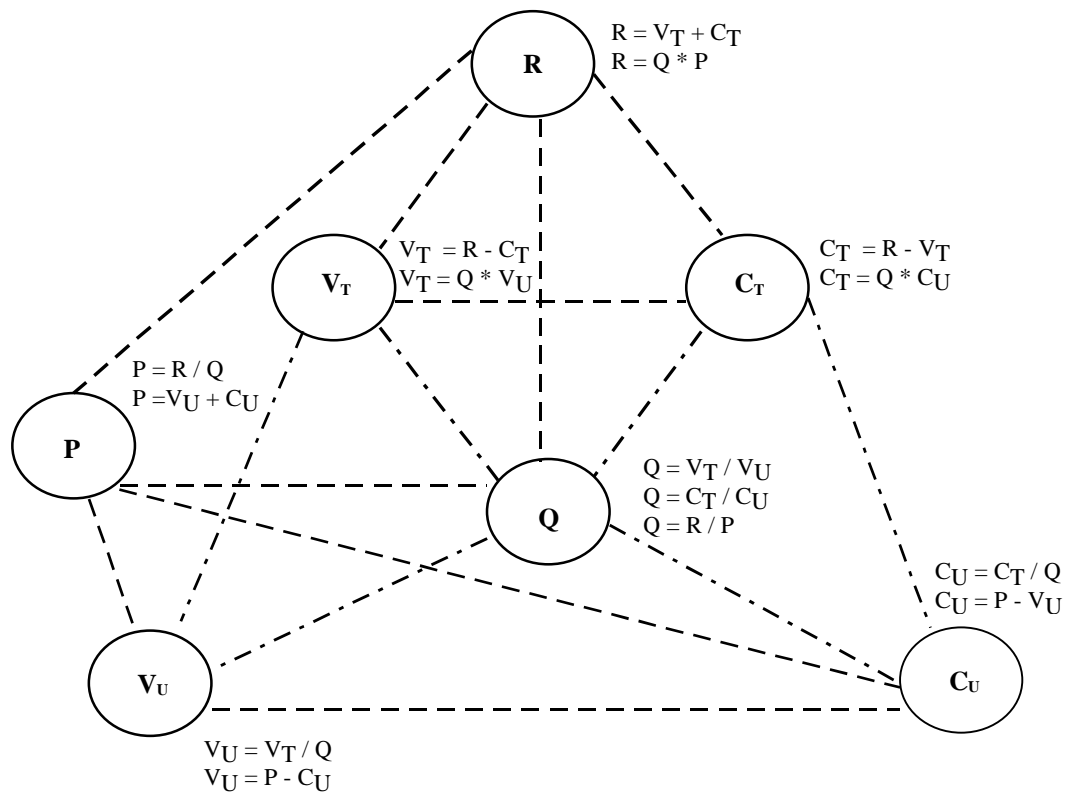 R
R = VT + CT
R = Q * P
VT
VT = R - CT
VT = Q * VU
CT
CT = R - VT
CT = Q * CU
P = R / Q
P =VU + CU
P
Q
Q = VT / VU
Q = CT / CU
Q = R / P
CU = CT / Q
CU = P - VU
VU
CU
VU = VT / Q
VU = P - CU